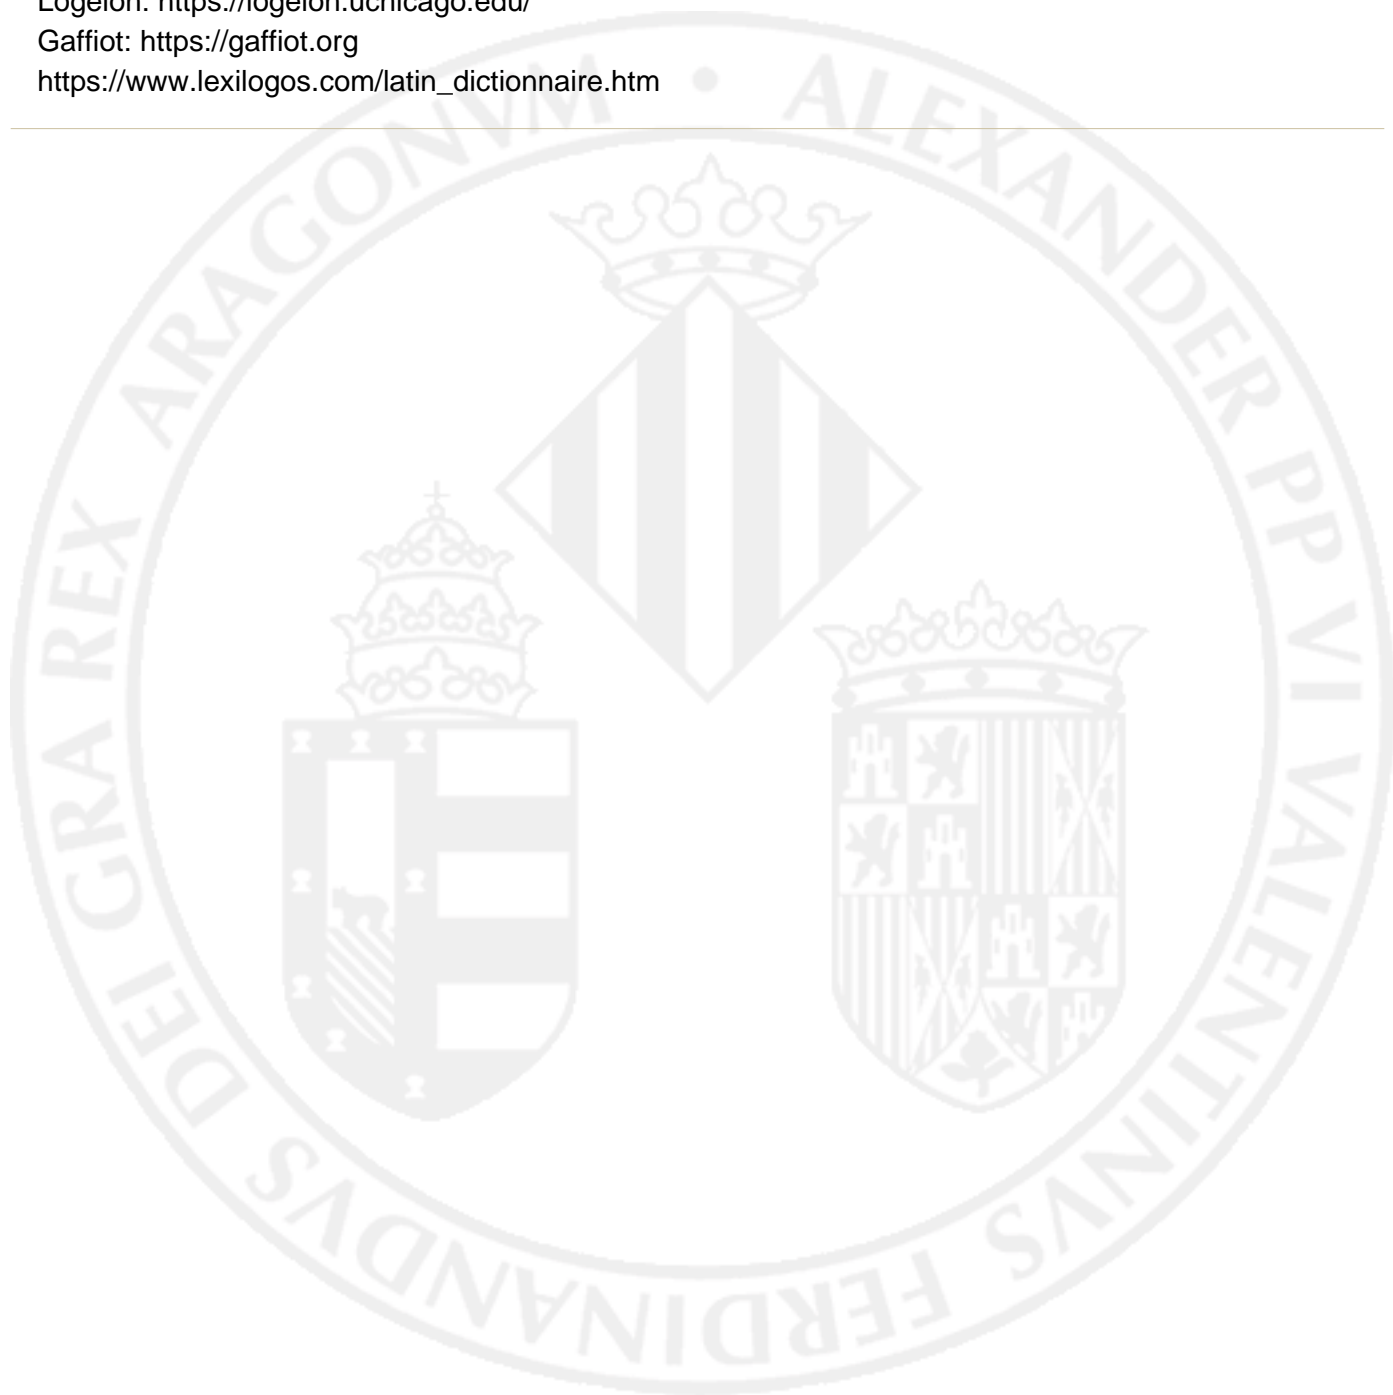 Logeion: https://logeion.uchicago.edu/
Gaffiot: https://gaffiot.org
https://www.lexilogos.com/latin_dictionnaire.htm
ALEXANDER PP VI VALENTINVS FERDINANDVS DEI GRA REX ARAGONVM